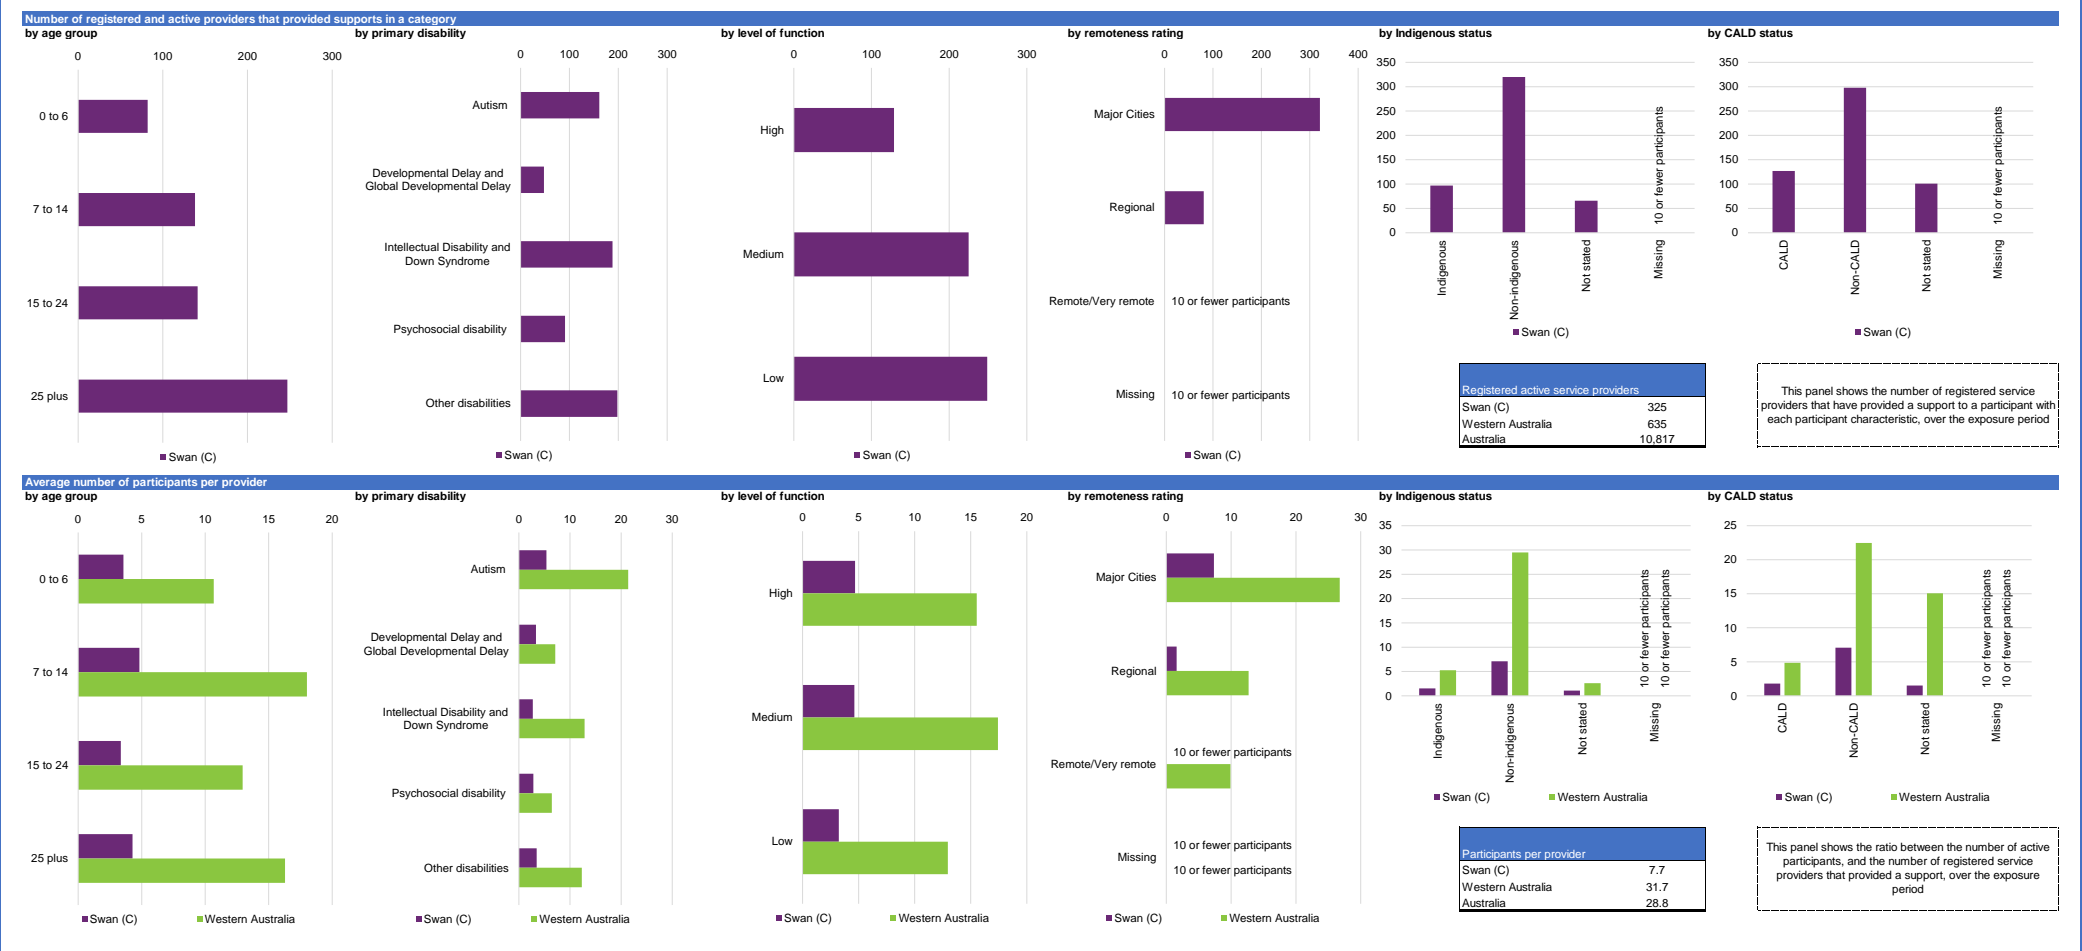 Number of registered and active providers that provided supports in a category
by age group
0 100 200 300
0 to 6
7 to 14
15 to 24
25 plus
Swan (C)
by primary disability
0 100 200 300
Autism
Developmental Delay and
Global Developmental Delay
Intellectual Disability and
Down Syndrome
Psychosocial disability
Other disabilities
Swan (C)
by level of function
0 100 200 300
High
Medium
Low
Swan (C)
by remoteness rating
0 100 200 300 400
Major Cities
Regional
Remote/Very remote 10 or fewer participants
Missing 10 or fewer participants
Swan (C)
by Indigenous status
350
300
250
200
150
100
50
0
10 or fewer participants
Indigenous
Non-indigenous
Not stated
Missing
Swan (C)
by CALD status
350
300
250
200
150
100
50
0
10 or fewer participants
CALD
Non-CALD
Not stated
Missing
Swan (C)
Registered active service providers
Swan (C) 325
Western Australia 635
Australia 10,817
This panel shows the number of registered service
providers that have provided a support to a participant with
each participant characteristic, over the exposure period
Average number of participants per provider
by age group
0 5 10 15 20
0 to 6
7 to 14
15 to 24
25 plus
Swan (C) Western Australia
by primary disability
0 10 20 30
Autism
Developmental Delay and
Global Developmental Delay
Intellectual Disability and
Down Syndrome
Psychosocial disability
Other disabilities
Swan (C) Western Australia
by level of function
0 5 10 15 20
High
Medium
Low
Swan (C) Western Australia
by remoteness rating
0 10 20 30
Major Cities
Regional
10 or fewer participants
Remote/Very remote
10 or fewer participants
Missing
10 or fewer participants
Swan (C) Western Australia
by Indigenous status
35
30
25
20
15
10
5
0
10 or fewer participants
10 or fewer participants
Indigenous
Non-indigenous
Not stated
Missing
Swan (C) Western Australia
by CALD status
25
20
15
10
5
0
10 or fewer participants
10 or fewer participants
CALD
Non-CALD
Not stated
Missing
Swan (C) Western Australia
Participants per provider
Swan (C) 7.7
Western Australia 31.7
Australia 28.8
This panel shows the ratio between the number of active
participants, and the number of registered service
providers that provided a support, over the exposure
period